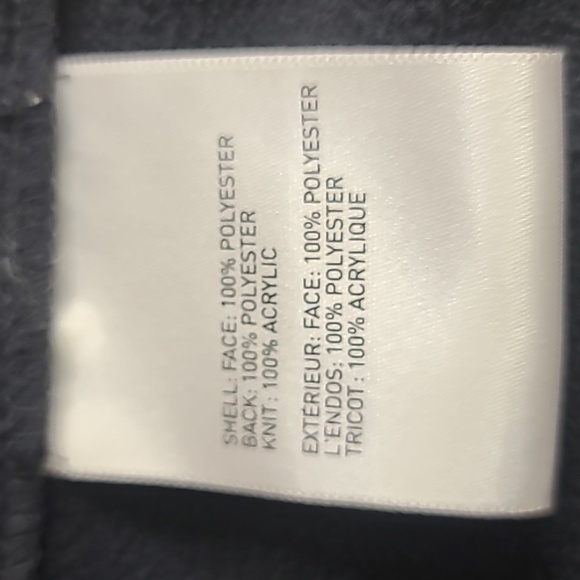 SHELL: FACE: 100% POLYESTER
BACK: 100% POLYESTER
KNIT: 100% ACRYLIC
EXTÉRIEUR: FACE: 100% POLYESTER
L'ENDOS: 100% POLYESTER
TRICOT: 100% ACRYLIQUE